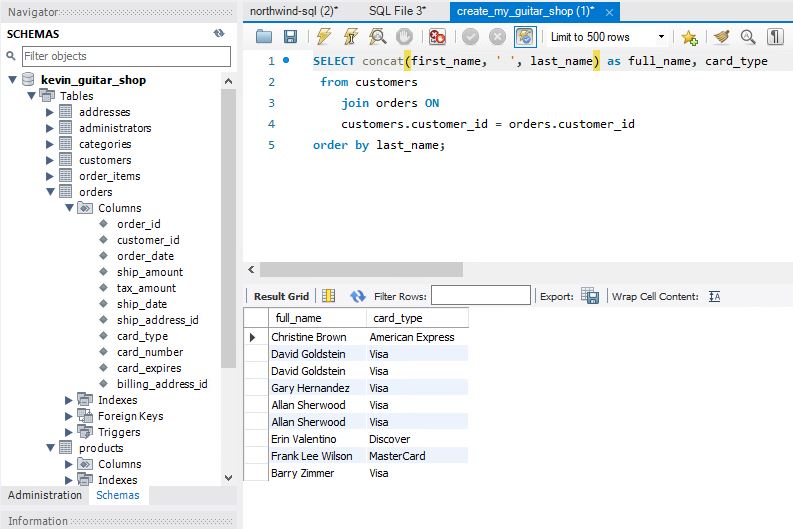 Navigator
SCHEMAS
Filter objects
kevin_guitar_shop
Tables
addresses
administrators
categories
customers
order_items
orders
Columns
order_id
customer_id
order_date
ship_amount
tax_amount
ship_date
ship_address_id
card_type
card_number
card_expires
billing_address_id
Indexes
Foreign Keys
Triggers
products
Columns
Indexes
Administration Schemas
Information
northwind-sql (2)* SQL File 3* create_my_guitar_shop (1)* ×
Limit to 500 rows
1 SELECT concat(first_name, ' ', last_name) as full_name, card_type
2 from customers
3 join orders ON
4 customers.customer_id = orders.customer_id
5 order by last_name;
Result Grid Filter Rows: Export: Wrap Cell Content: IA
full_name card_type
Christine Brown American Express
David Goldstein Visa
David Goldstein Visa
Gary Hernandez Visa
Allan Sherwood Visa
Allan Sherwood Visa
Erin Valentino Discover
Frank Lee Wilson MasterCard
Barry Zimmer Visa